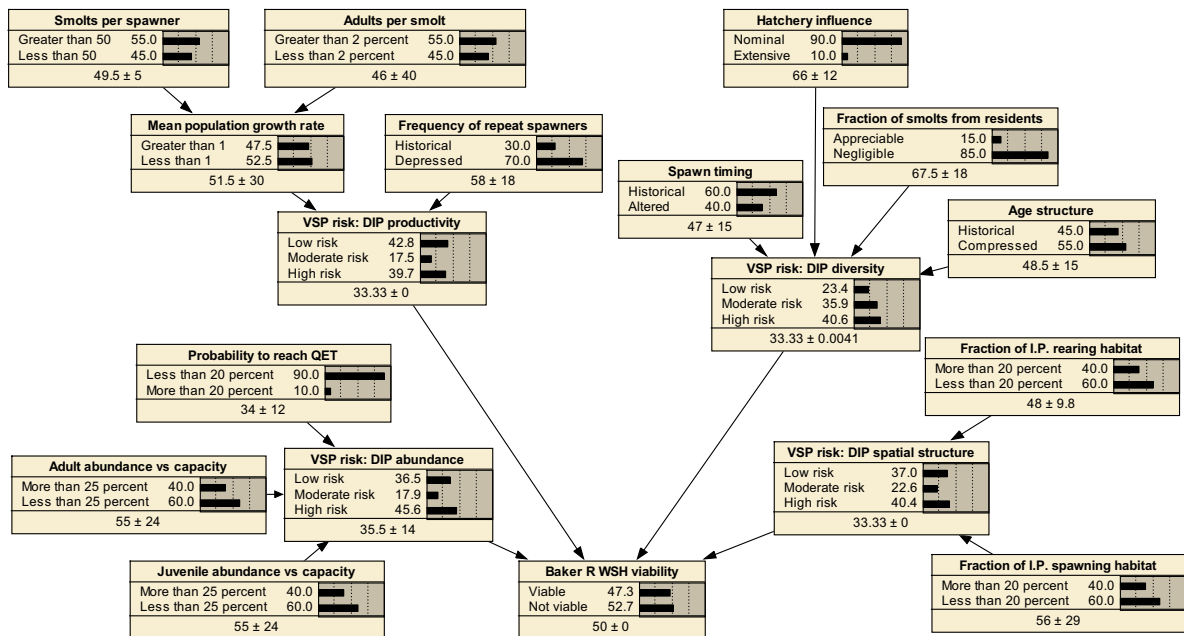 Smolts per spawner
Greater than 50 55.0
Less than 50 45.0
49.5 ± 5
Adults per smolt
Greater than 2 percent 55.0
Less than 2 percent 45.0
46 ± 40
Hatchery influence
Nominal 90.0
Extensive 10.0
66 ± 12
Mean population growth rate
Greater than 1 47.5
Less than 1 52.5
51.5 ± 30
Frequency of repeat spawners
Historical 30.0
Depressed 70.0
58 ± 18
Fraction of smolts from residents
Appreciable 15.0
Negligible 85.0
67.5 ± 18
Spawn timing
Historical 60.0
Altered 40.0
47 ± 15
Age structure
Historical 45.0
Compressed 55.0
48.5 ± 15
VSP risk: DIP productivity
Low risk 42.8
Moderate risk 17.5
High risk 39.7
33.33 ± 0
VSP risk: DIP diversity
Low risk 23.4
Moderate risk 35.9
High risk 40.6
33.33 ± 0.0041
Probability to reach QET
Less than 20 percent 90.0
More than 20 percent 10.0
34 ± 12
Fraction of I.P. rearing habitat
More than 20 percent 40.0
Less than 20 percent 60.0
48 ± 9.8
Adult abundance vs capacity
More than 25 percent 40.0
Less than 25 percent 60.0
55 ± 24
VSP risk: DIP abundance
Low risk 36.5
Moderate risk 17.9
High risk 45.6
35.5 ± 14
VSP risk: DIP spatial structure
Low risk 37.0
Moderate risk 22.6
High risk 40.4
33.33 ± 0
Juvenile abundance vs capacity
More than 25 percent 40.0
Less than 25 percent 60.0
55 ± 24
Baker R WSH viability
Viable 47.3
Not viable 52.7
50 ± 0
Fraction of I.P. spawning habitat
More than 20 percent 40.0
Less than 20 percent 60.0
56 ± 29